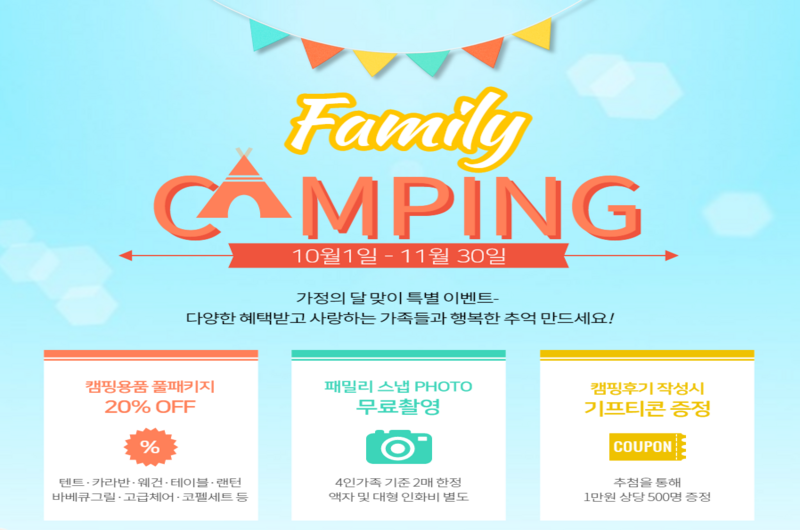 Family
CAMPING
10월1일 - 11월 30일
가정의 달 맞이 특별 이벤트-
다양한 혜택받고 사랑하는 가족들과 행복한 추억 만드세요!
캠핑용품 풀패키지
20% OFF
%
텐트·카라반·웨건·테이블·랜턴
바베큐그릴·고급체어·코펠세트 등
패밀리 스냅 PHOTO
무료촬영
4인가족 기준 2매 한정
액자 및 대형 인화비 별도
캠핑후기 작성시
기프티콘 증정
COUPON
추첨을 통해
1만원 상당 500명 증정